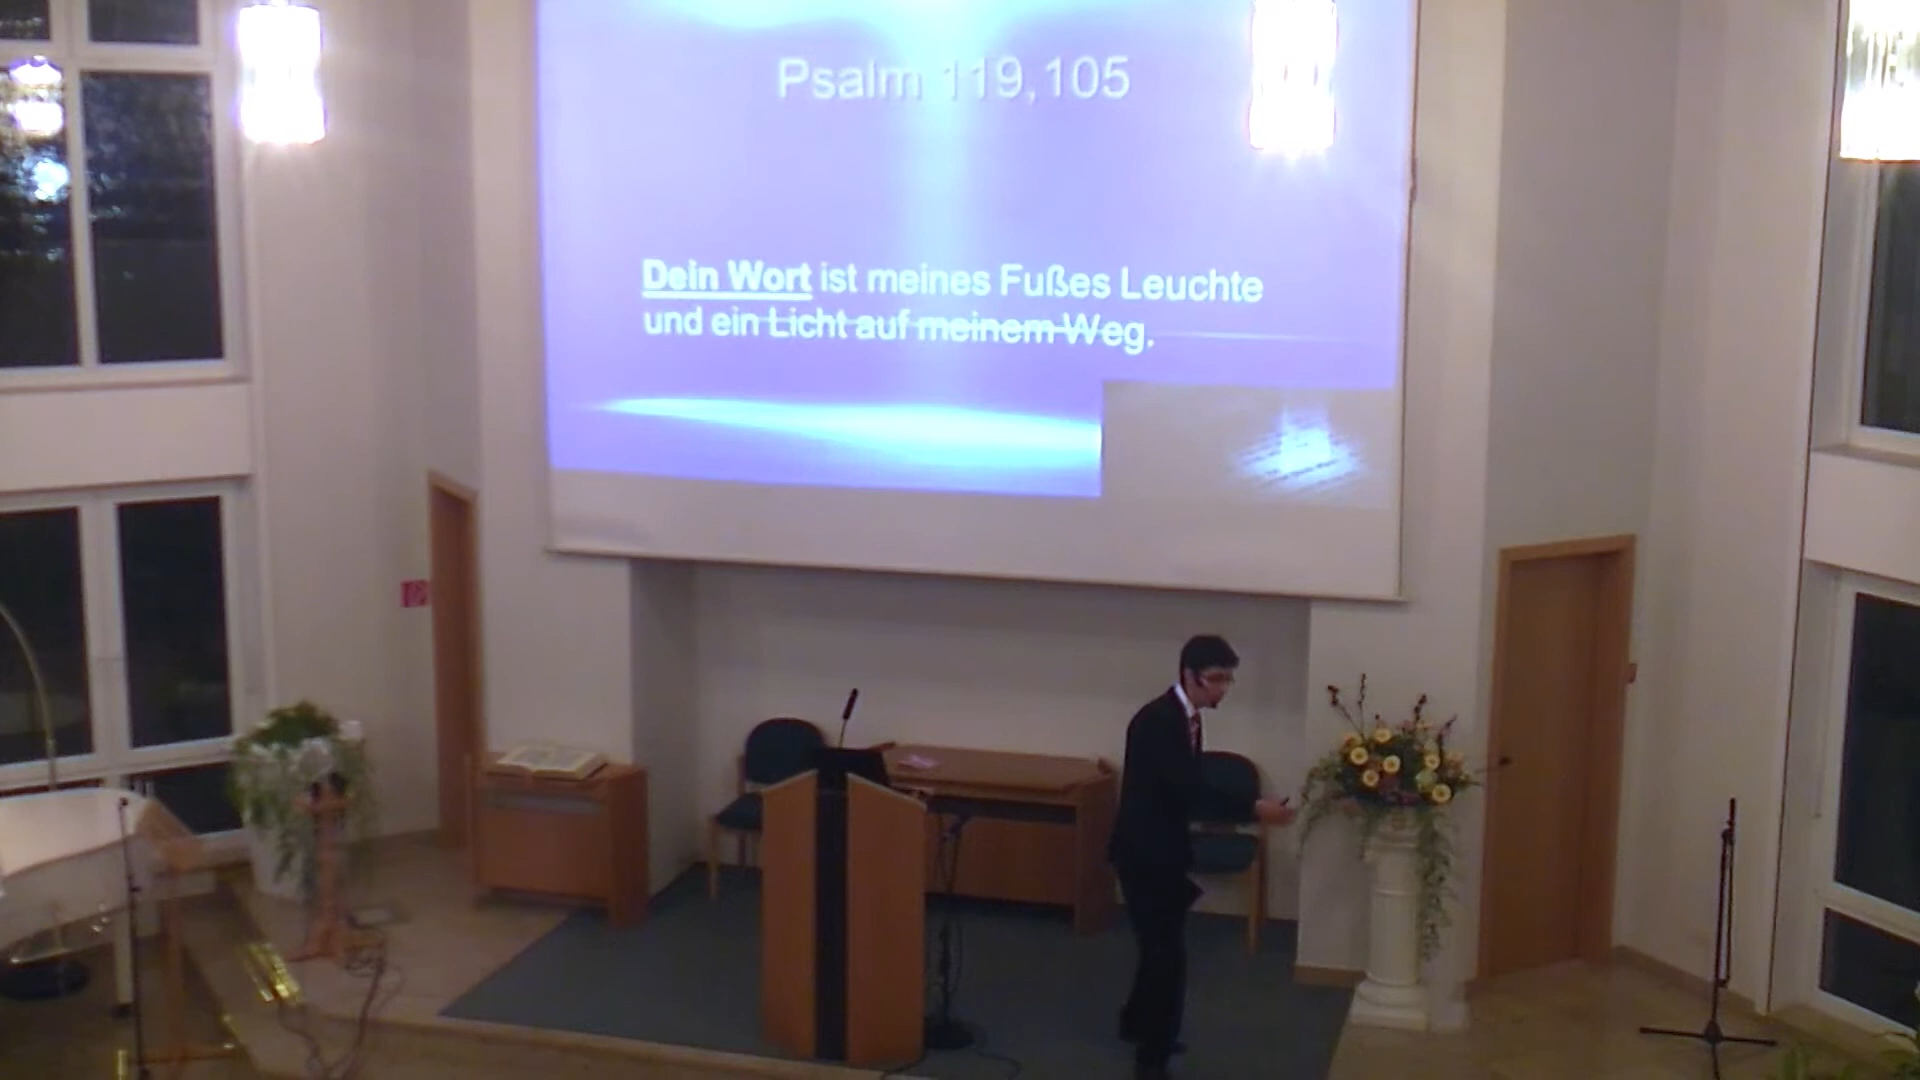 Psalm 119,105
Dein Wort ist meines Fußes Leuchte
und ein Licht auf meinem Weg.